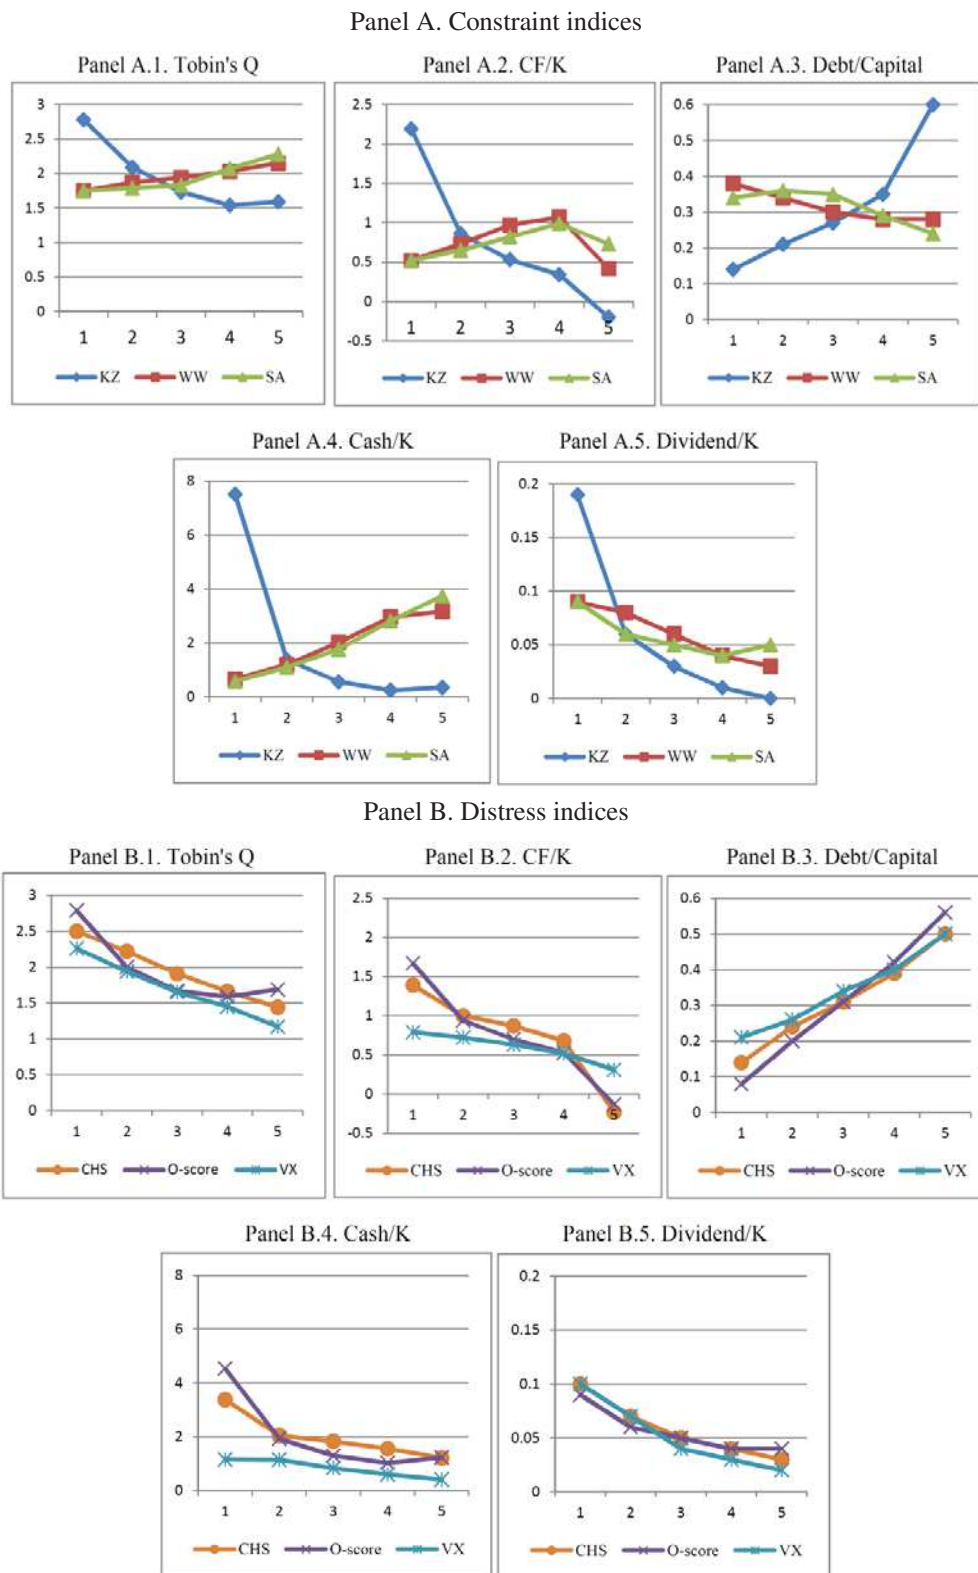 Panel A. Constraint indices
Panel A.1. Tobin's Q
3
2.5
2
1.5
1
0.5
0
1 2 3 4 5
KZ WW SA
Panel A.2. CF/K
2.5
2
1.5
1
0.5
0
-0.5
1 2 3 4 5
KZ WW SA
Panel A.3. Debt/Capital
0.6
0.5
0.4
0.3
0.2
0.1
0
1 2 3 4 5
KZ WW SA
Panel A.4. Cash/K
8
6
4
2
0
1 2 3 4 5
KZ WW SA
Panel A.5. Dividend/K
0.2
0.15
0.1
0.05
0
1 2 3 4 5
KZ WW SA
Panel B. Distress indices
Panel B.1. Tobin's Q
3
2.5
2
1.5
1
0.5
0
1 2 3 4 5
CHS O-score VX
Panel B.2. CF/K
2.5
2
1.5
1
0.5
0
-0.5
1 2 3 4 5
CHS O-score VX
Panel B.3. Debt/Capital
0.6
0.5
0.4
0.3
0.2
0.1
0
1 2 3 4 5
CHS O-score VX
Panel B.4. Cash/K
8
6
4
2
0
1 2 3 4 5
CHS O-score VX
Panel B.5. Dividend/K
0.2
0.15
0.1
0.05
0
1 2 3 4 5
CHS O-score VX